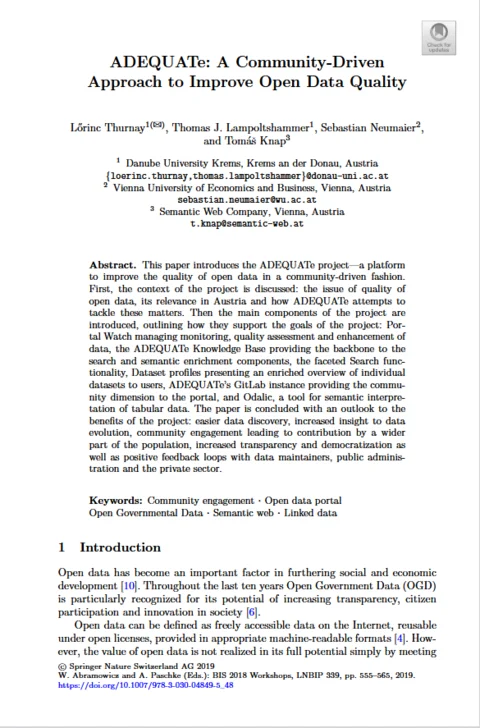 Check for
updates
ADEQUATe: A Community-Driven
Approach to Improve Open Data Quality
Lőrinc Thurnay1(✉), Thomas J. Lampoltshammer1, Sebastian Neumaier2,
and Tomáš Knap3
1 Danube University Krems, Krems an der Donau, Austria
{loerinc.thurnay,thomas.lampoltshammer}@donau-uni.ac.at
2 Vienna University of Economics and Business, Vienna, Austria
sebastian.neumaier@wu.ac.at
3 Semantic Web Company, Vienna, Austria
t.knap@semantic-web.at
Abstract. This paper introduces the ADEQUATe project—a platform
to improve the quality of open data in a community-driven fashion.
First, the context of the project is discussed: the issue of quality of
open data, its relevance in Austria and how ADEQUATe attempts to
tackle these matters. Then the main components of the project are
introduced, outlining how they support the goals of the project: Por-
tal Watch managing monitoring, quality assessment and enhancement of
data, the ADEQUATe Knowledge Base providing the backbone to the
search and semantic enrichment components, the faceted Search func-
tionality, Dataset profiles presenting an enriched overview of individual
datasets to users, ADEQUATe's GitLab instance providing the commu-
nity dimension to the portal, and Odalic, a tool for semantic interpre-
tation of tabular data. The paper is concluded with an outlook to the
benefits of the project: easier data discovery, increased insight to data
evolution, community engagement leading to contribution by a wider
part of the population, increased transparency and democratization as
well as positive feedback loops with data maintainers, public adminis-
tration and the private sector.
Keywords: Community engagement · Open data portal
Open Governmental Data · Semantic web · Linked data
1 Introduction
Open data has become an important factor in furthering social and economic
development [10]. Throughout the last ten years Open Government Data (OGD)
is particularly recognized for its potential of increasing transparency, citizen
participation and innovation in society [6].
Open data can be defined as freely accessible data on the Internet, reusable
under open licenses, provided in appropriate machine-readable formats [4]. How-
ever, the value of open data is not realized in its full potential simply by meeting
© Springer Nature Switzerland AG 2019
W. Abramowicz and A. Paschke (Eds.): BIS 2018 Workshops, LNBIP 339, pp. 555–565, 2019.
https://doi.org/10.1007/978-3-030-04849-5_48